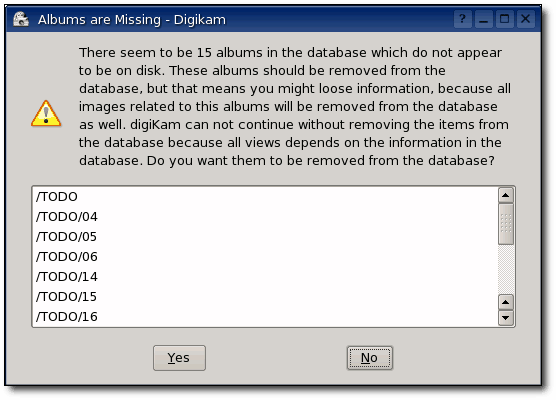 Albums are Missing - Digikam
There seem to be 15 albums in the database which do not appear
to be on disk. These albums should be removed from the
database, but that means you might loose information, because all
images related to this albums will be removed from the database
as well. digiKam can not continue without removing the items from
the database because all views depends on the information in the
database. Do you want them to be removed from the database?
/TODO
/TODO/04
/TODO/05
/TODO/06
/TODO/14
/TODO/15
/TODO/16
Yes
No